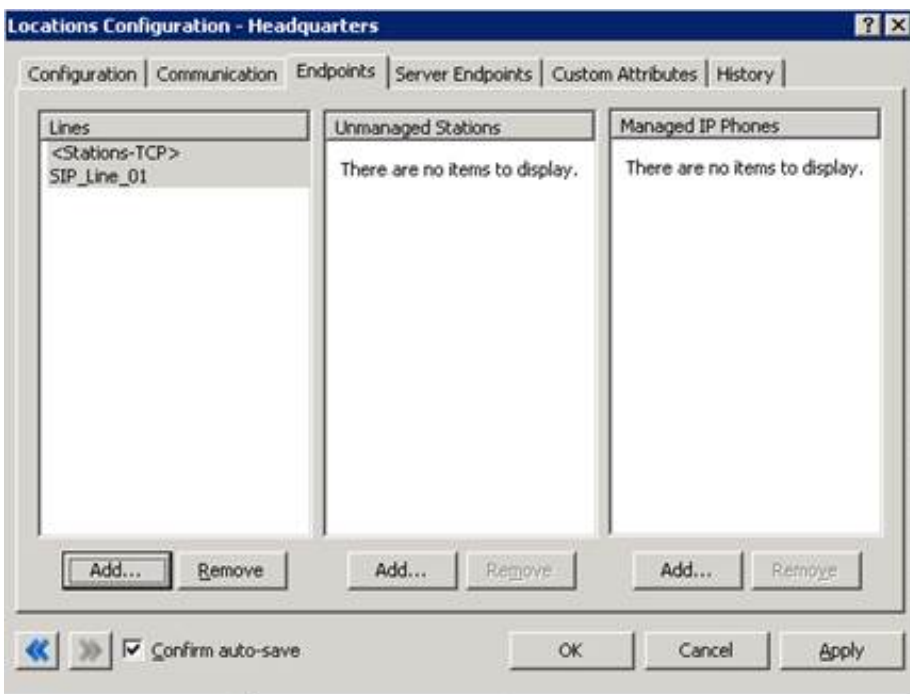 Locations Configuration - Headquarters
Configuration Communication Endpoints Server Endpoints Custom Attributes History
Lines
<Stations-TCP>
SIP_Line_01
Add... Remove
Unmanaged Stations
There are no items to display.
Add... Remove
Managed IP Phones
There are no items to display.
Add... Remove
Confirm auto-save
OK Cancel Apply